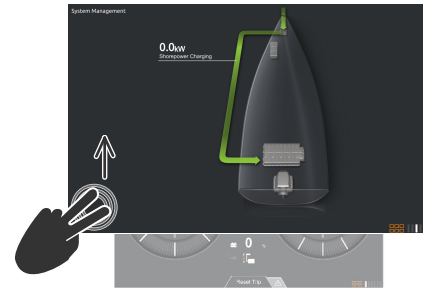 System Management
0.0kW
Shorepower Charging
0 %
Reset Trip